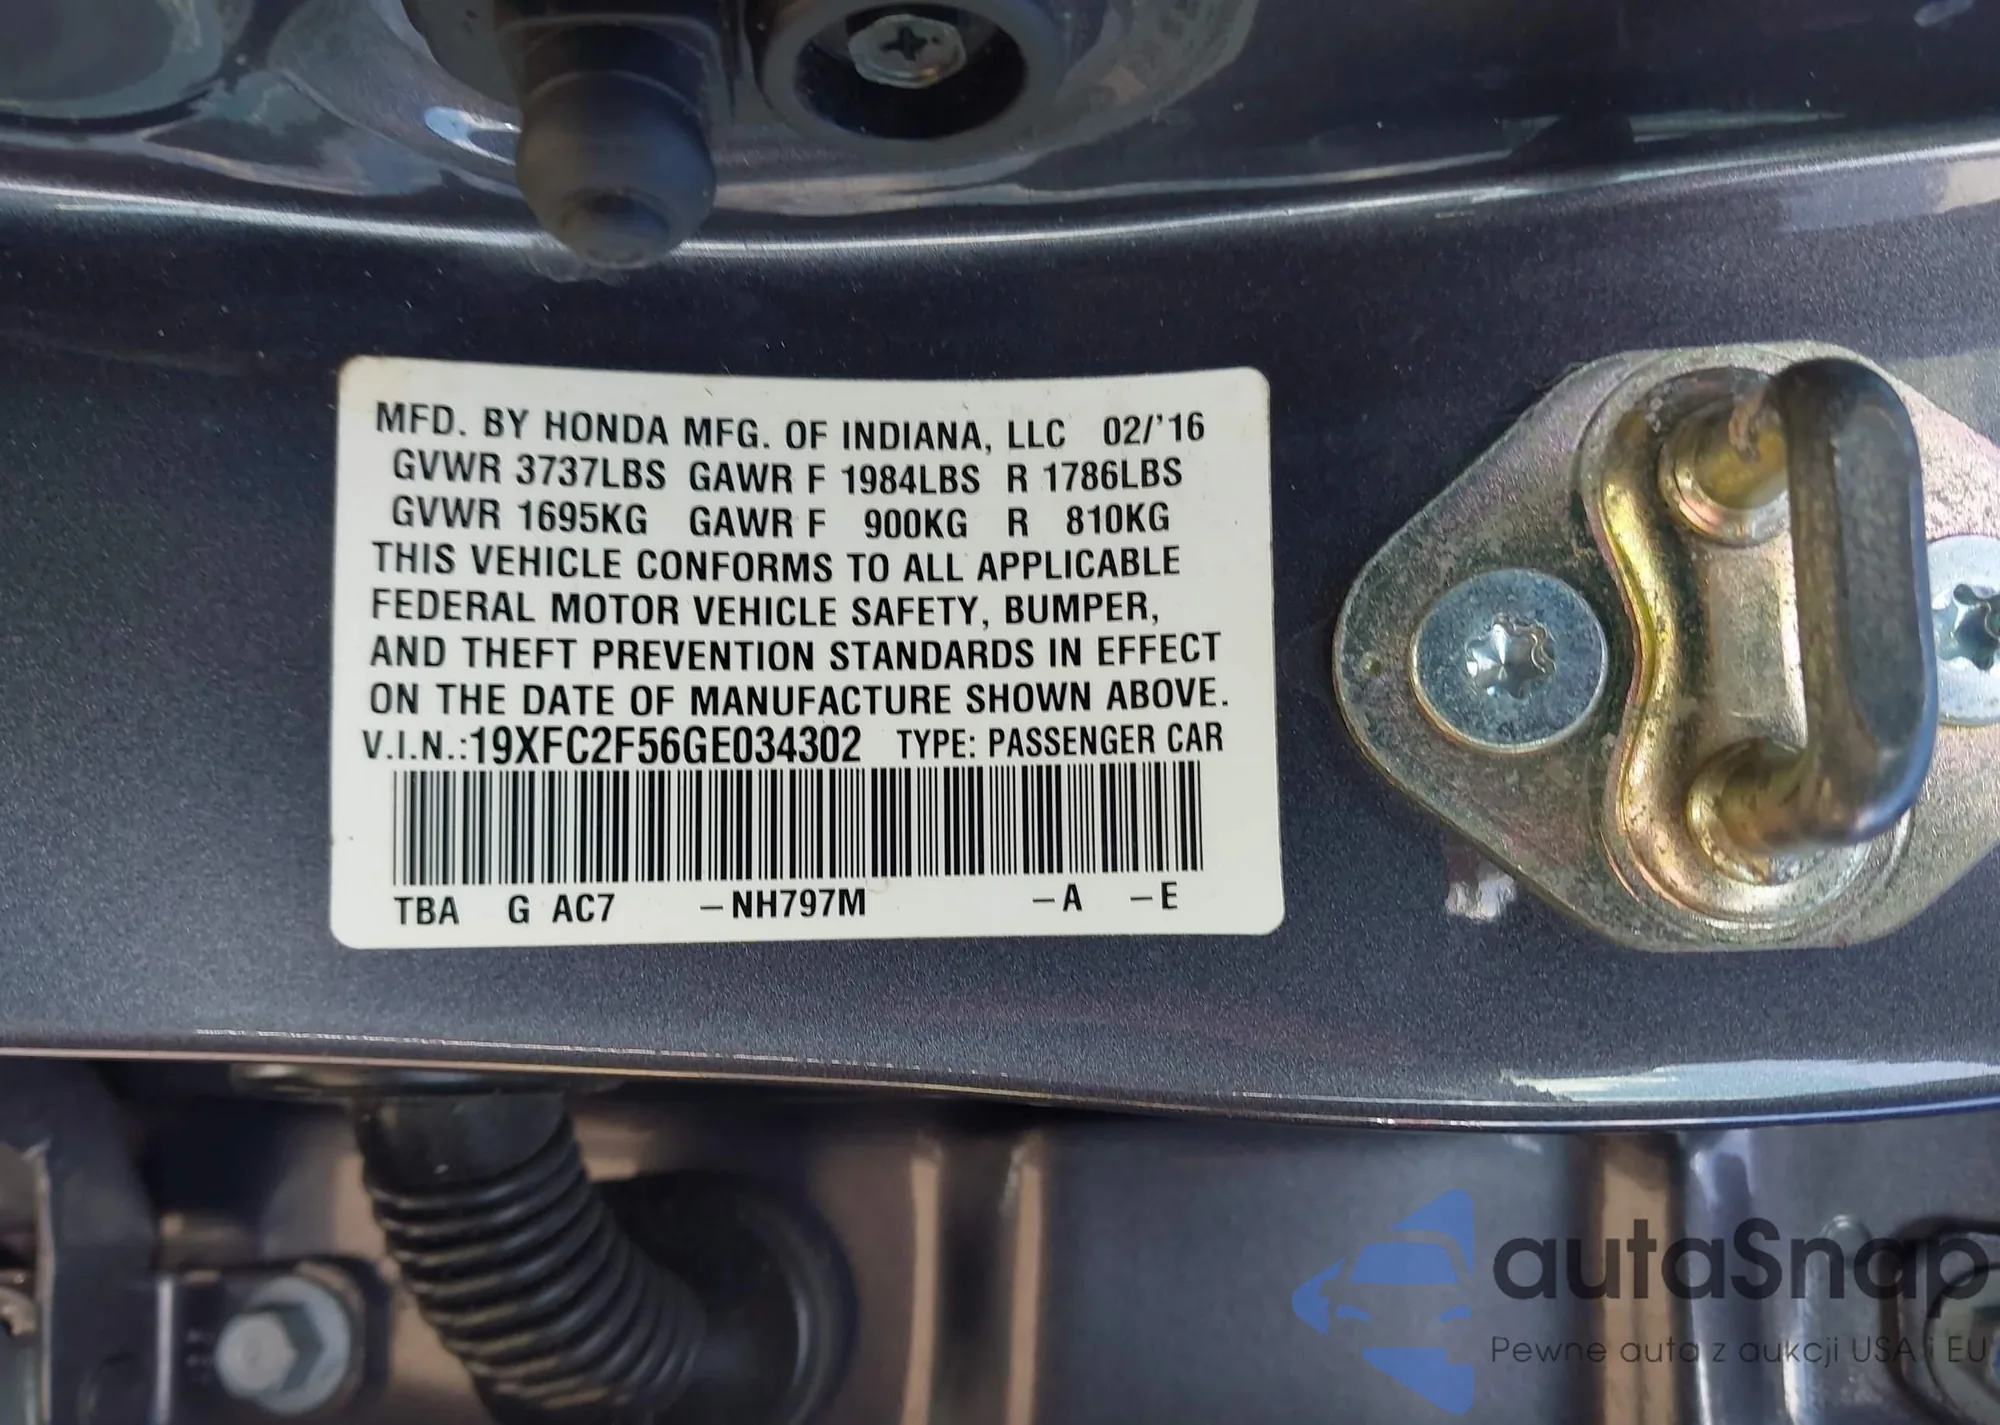 MFD. BY HONDA MFG. OF INDIANA, LLC 02/'16
GVWR 3737LBS GAWR F 1984LBS R 1786LBS
GVWR 1695KG GAWR F 900KG R 810KG
THIS VEHICLE CONFORMS TO ALL APPLICABLE
FEDERAL MOTOR VEHICLE SAFETY, BUMPER,
AND THEFT PREVENTION STANDARDS IN EFFECT
ON THE DATE OF MANUFACTURE SHOWN ABOVE.
V.I.N.:19XFC2F56GE034302 TYPE: PASSENGER CAR
TBA G AC7 –NH797M –A –E
autaSnap
Pewne auta z aukcji USA i EU